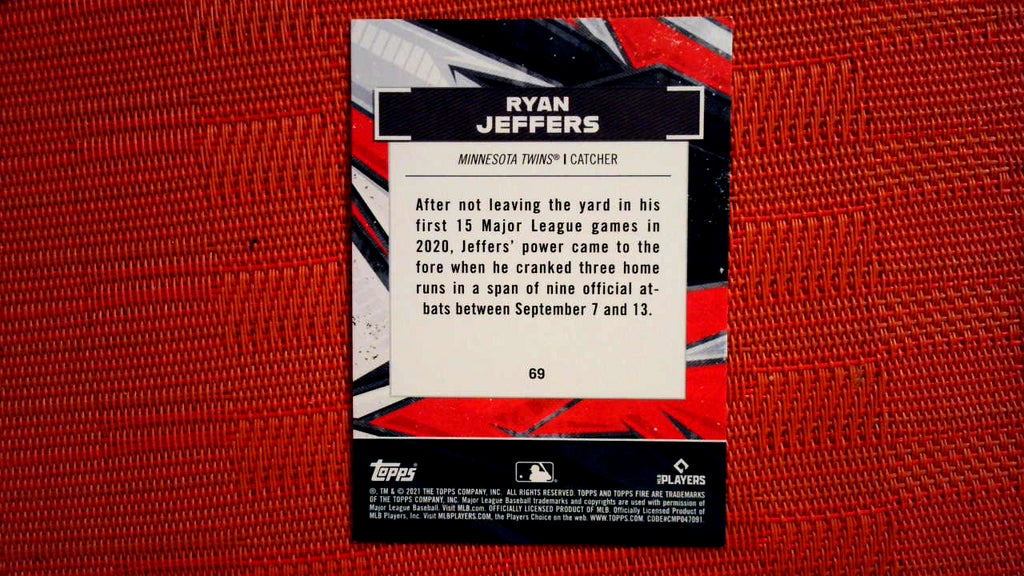 RYAN
JEFFERS
MINNESOTA TWINS® | CATCHER
After not leaving the yard in his
first 15 Major League games in
2020, Jeffers' power came to the
fore when he cranked three home
runs in a span of nine official at-
bats between September 7 and 13.
69
topps®
MLB PLAYERS
®, TM & © 2021 THE TOPPS COMPANY, INC. ALL RIGHTS RESERVED. TOPPS AND TOPPS FIRE ARE TRADEMARKS
OF THE TOPPS COMPANY, INC. Major League Baseball trademarks and copyrights are used with permission of
Major League Baseball. Visit MLB.com. OFFICIALLY LICENSED PRODUCT OF MLB. Officially Licensed Product of
MLB Players, Inc. Visit MLBPLAYERS.COM, the Players Choice on the web. WWW.TOPPS.COM. CODE#CMP047091